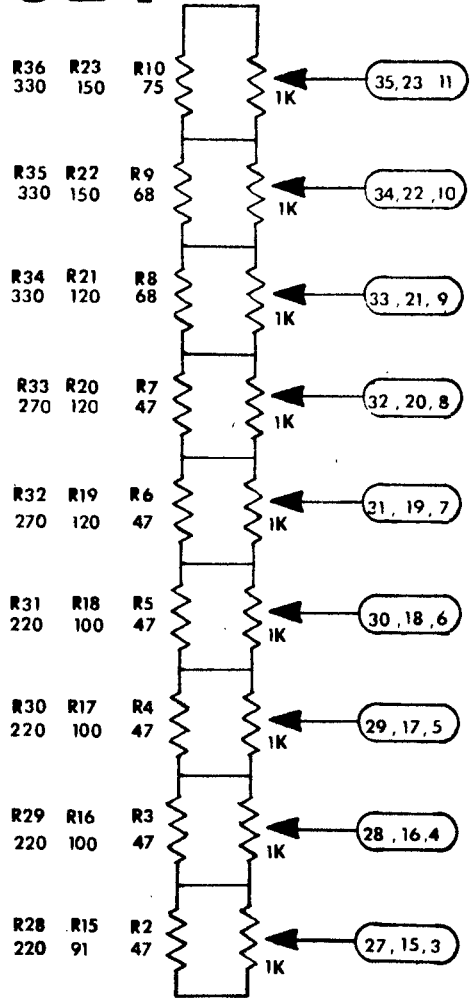 R36 R23 R10
330 150 75
1K
35,23 11
R35 R22 R9
330 150 68
1K
34,22,10
R34 R21 R8
330 120 68
1K
33, 21, 9
R33 R20 R7
270 120 47
1K
32, 20, 8
R32 R19 R6
270 120 47
1K
31, 19, 7
R31 R18 R5
220 100 47
1K
30,18,6
R30 R17 R4
220 100 47
1K
29,17,5
R29 R16 R3
220 100 47
1K
28,16,4
R28 R15 R2
220 91 47
1K
27,15,3